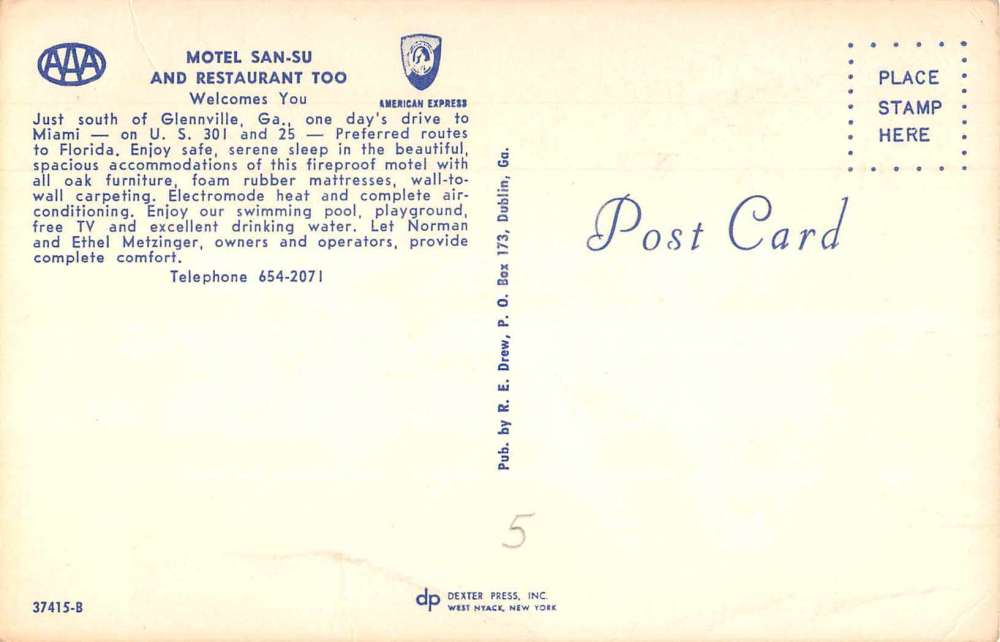 AAA
MOTEL SAN-SU
AND RESTAURANT TOO
Welcomes You
AMERICAN EXPRESS
Just south of Glennville, Ga., one day's drive to
Miami — on U. S. 301 and 25 — Preferred routes
to Florida. Enjoy safe, serene sleep in the beautiful,
spacious accommodations of this fireproof motel with
all oak furniture, foam rubber mattresses, wall-to-
wall carpeting. Electromode heat and complete air-
conditioning. Enjoy our swimming pool, playground,
free TV and excellent drinking water. Let Norman
and Ethel Metzinger, owners and operators, provide
complete comfort.
Telephone 654-2071
Pub. by R. E. Drew, P. O. Box 173, Dublin, Ga.
PLACE
STAMP
HERE
Post Card
5
37415-B
dp DEXTER PRESS, INC.
WEST NYACK, NEW YORK